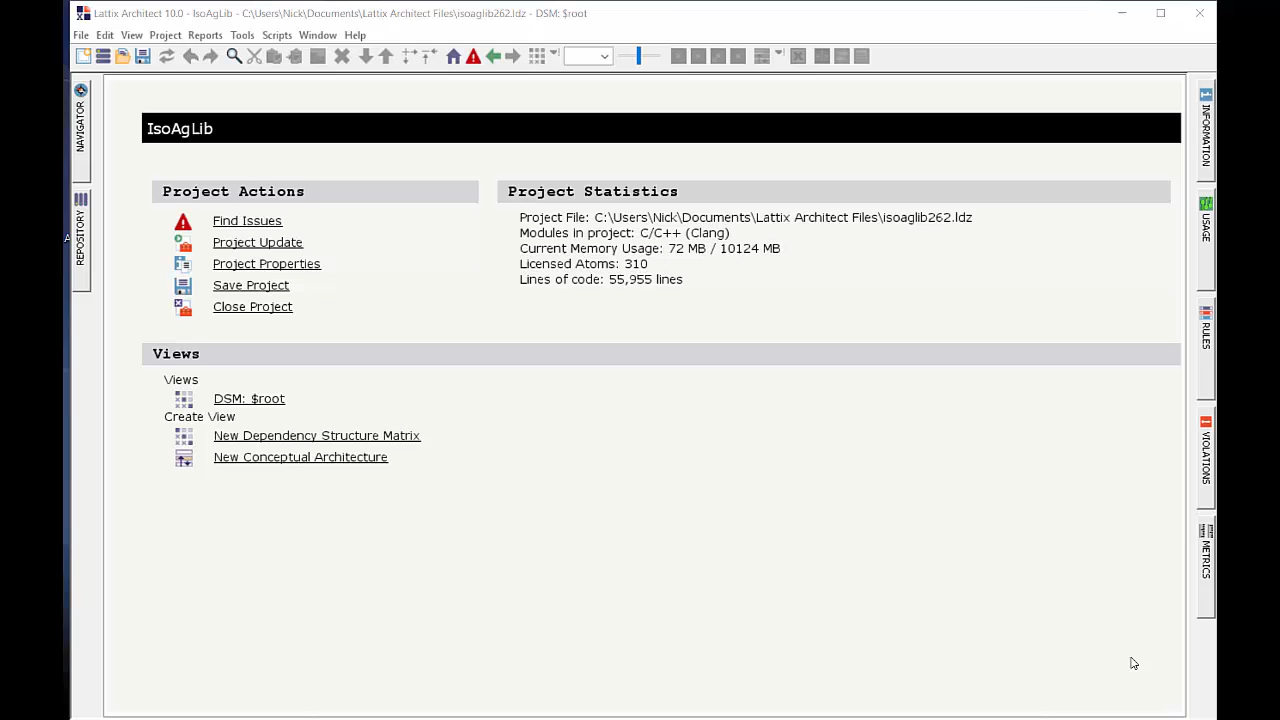 Lattix Architect 10.0 - IsoAgLib - C:\Users\Nick\Documents\Lattix Architect Files\isoaglib262.ldz - DSM: $root
File Edit View Project Reports Tools Scripts Window Help
NAVIGATOR
REPOSITORY
IsoAgLib
Project Actions
Find Issues
Project Update
Project Properties
Save Project
Close Project
Project Statistics
Project File: C:\Users\Nick\Documents\Lattix Architect Files\isoaglib262.ldz
Modules in project: C/C++ (Clang)
Current Memory Usage: 72 MB / 10124 MB
Licensed Atoms: 310
Lines of code: 55,955 lines
Views
Views
DSM: $root
Create View
New Dependency Structure Matrix
New Conceptual Architecture
INFORMATION
USAGE
RULES
VIOLATIONS
METRICS